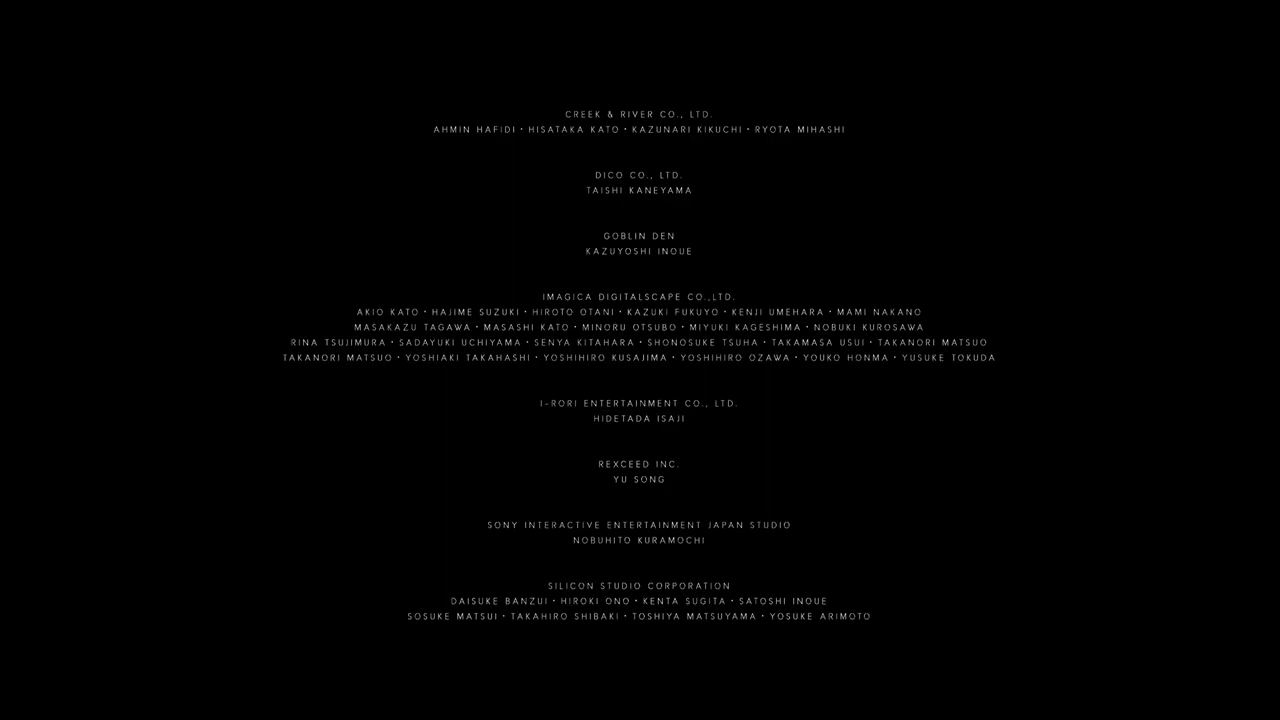 CREEK & RIVER CO., LTD.
AHMIN HAFIDI・HISATAKA KATO・KAZUNARI KIKUCHI・RYOTA MIHASHI
DICO CO., LTD.
TAISHI KANEYAMA
GOBLIN DEN
KAZUYOSHI INOUE
IMAGICA DIGITALSCAPE CO.,LTD.
AKIO KATO・HAJIME SUZUKI・HIROTO OTANI・KAZUKI FUKUYO・KENJI UMEHARA・MAMI NAKANO
MASAKAZU TAGAWA・MASASHI KATO・MINORU OTSUBO・MIYUKI KAGESHIMA・NOBUKI KUROSAWA
RINA TSUJIMURA・SADAYUKI UCHIYAMA・SENYA KITAHARA・SHONOSUKE TSUHA・TAKAMASA USUI・TAKANORI MATSUO
TAKANORI MATSUO・YOSHIAKI TAKAHASHI・YOSHIHIRO KUSAJIMA・YOSHIHIRO OZAWA・YOUKO HONMA・YUSUKE TOKUDA
I-RORI ENTERTAINMENT CO., LTD.
HIDETADA ISAJI
REXCEED INC.
YU SONG
SONY INTERACTIVE ENTERTAINMENT JAPAN STUDIO
NOBUHITO KURAMOCHI
SILICON STUDIO CORPORATION
DAISUKE BANZUI・HIROKI ONO・KENTA SUGITA・SATOSHI INOUE
SOSUKE MATSUI・TAKAHIRO SHIBAKI・TOSHIYA MATSUYAMA・YOSUKE ARIMOTO